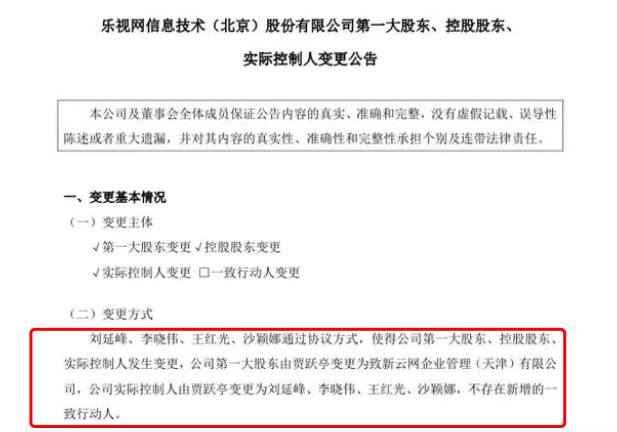 乐视网信息技术（北京）股份有限公司第一大股东、控股股东、
实际控制人变更公告
本公司及董事会全体成员保证公告内容的真实、准确和完整，没有虚假记载、误导性
陈述或者重大遗漏，并对其内容的真实性、准确性和完整性承担个别及连带法律责任。
一、变更基本情况
（一）变更主体
√第一大股东变更 √控股股东变更
√实际控制人变更 □一致行动人变更
（二）变更方式
刘延峰、李晓伟、王红光、沙颖娜通过协议方式，使得公司第一大股东、控股股东、
实际控制人发生变更，公司第一大股东由贾跃亭变更为致新云网企业管理（天津）有限公
司，公司实际控制人由贾跃亭变更为刘延峰、李晓伟、王红光、沙颖娜，不存在新增的一
致行动人。